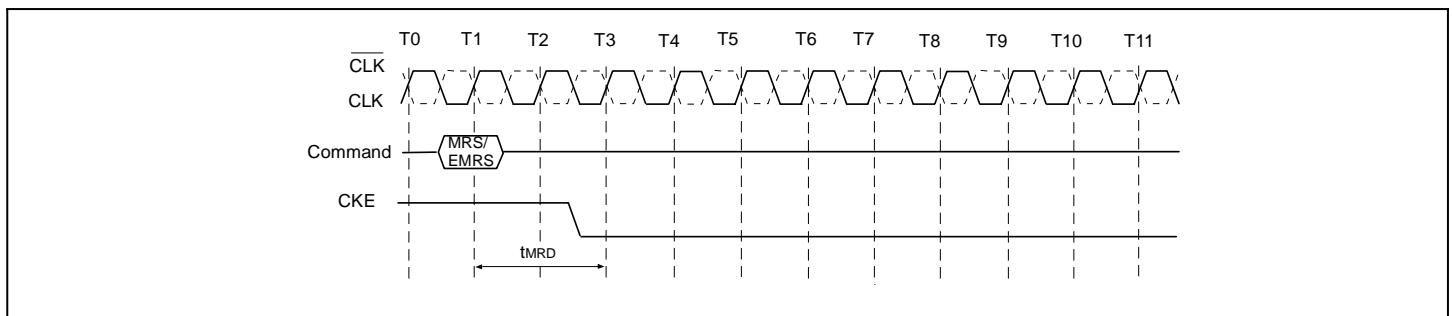 T0 T1 T2 T3 T4 T5 T6 T7 T8 T9 T10 T11
CLK
CLK
Command
MRS/
EMRS
CKE
tMRD